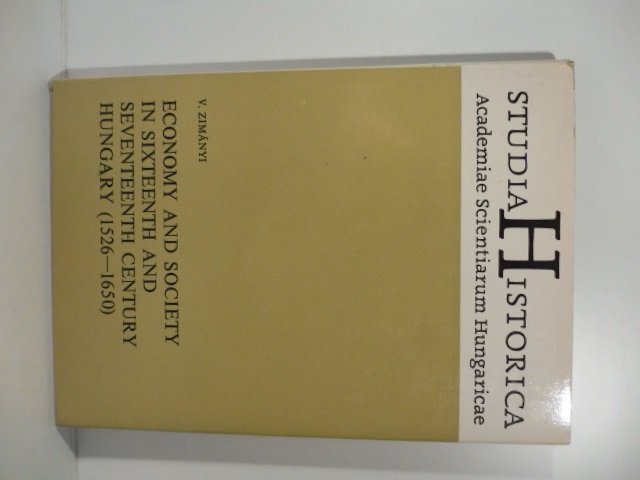 STUDIA HISTORICA
Academiae Scientiarum Hungaricae
V. ZIMÁNYI
ECONOMY AND SOCIETY
IN SIXTEENTH AND
SEVENTEENTH CENTURY
HUNGARY (1526—1650)